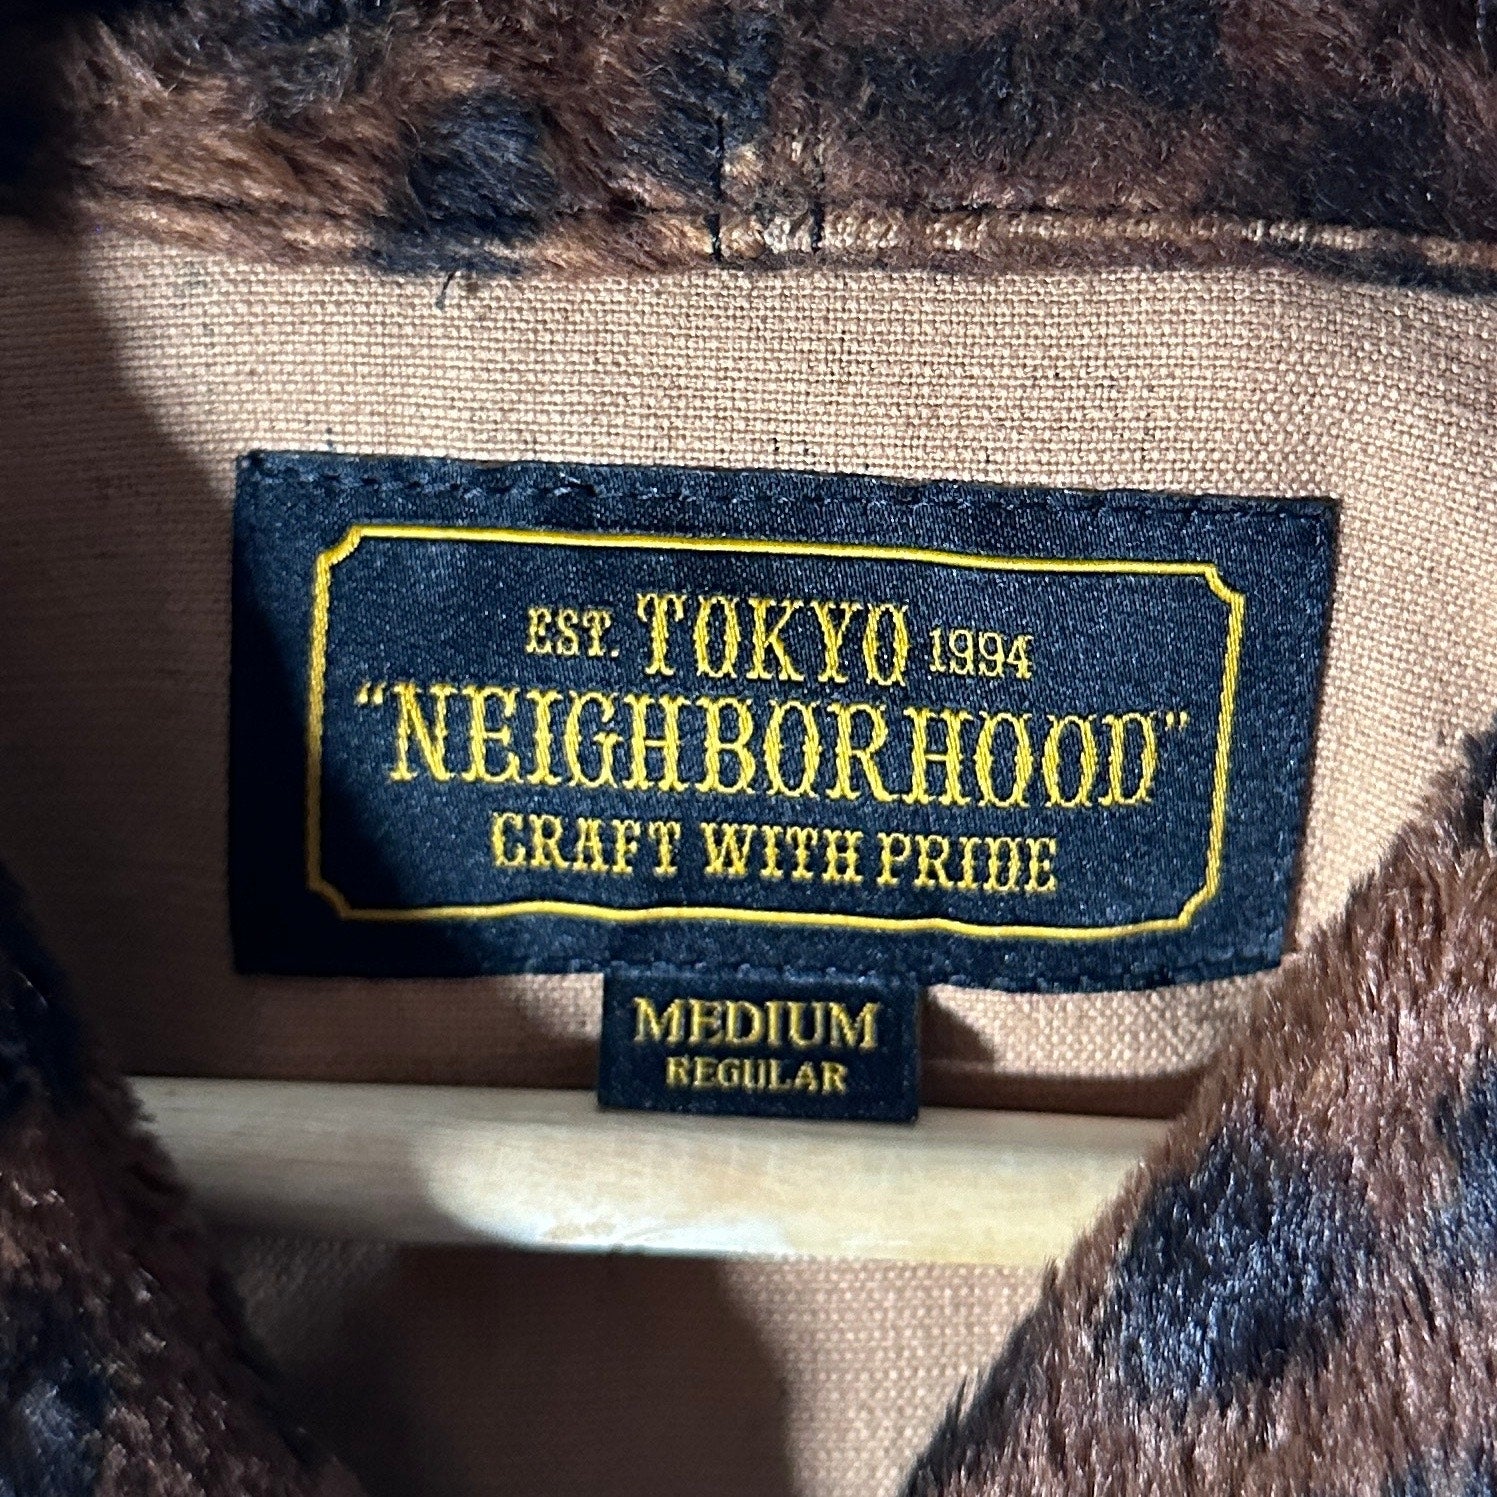 EST. TOKYO 1994
“NEIGHBORHOOD”
CRAFT WITH PRIDE
MEDIUM
REGULAR